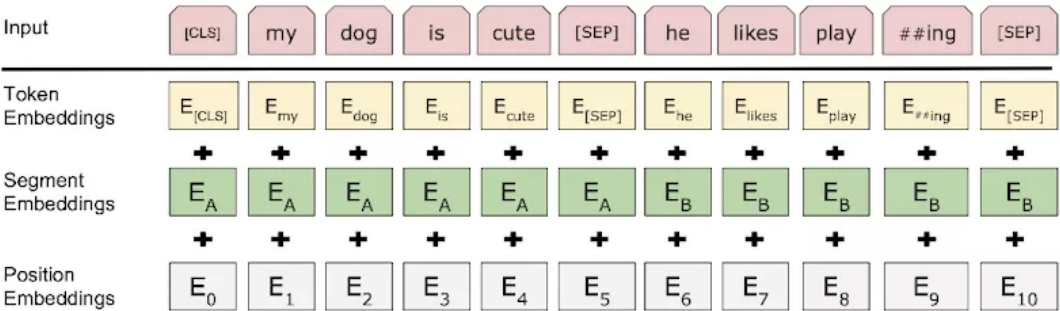 Input [CLS] my dog is cute [SEP] he likes play ##ing [SEP]
Token
Embeddings
E[CLS] Emy Edog Eis Ecute E[SEP] Ehe Elikes Eplay E##ing E[SEP]
+ + + + + + + + + + +
Segment
Embeddings
EA EA EA EA EA EA EB EB EB EB EB
+ + + + + + + + + + +
Position
Embeddings
E0 E1 E2 E3 E4 E5 E6 E7 E8 E9 E10